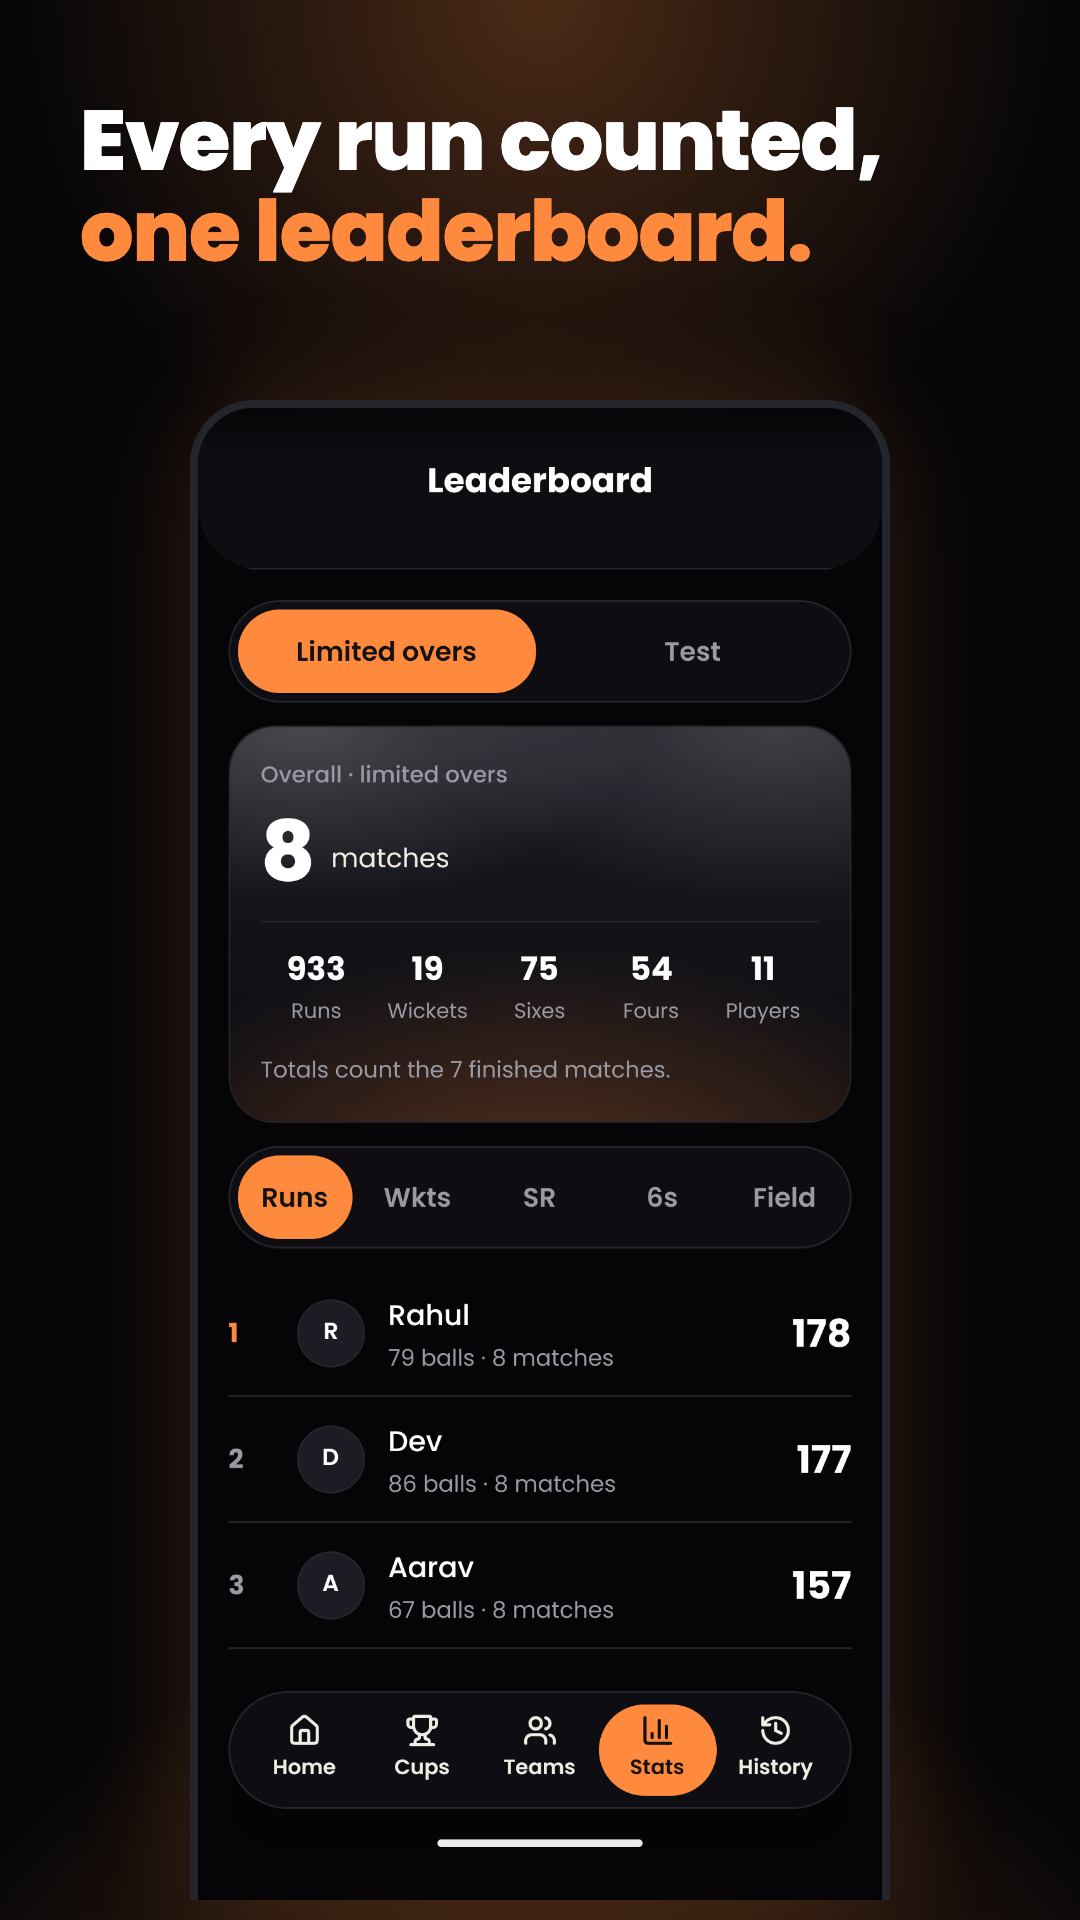 Every run counted,
one leaderboard.
Leaderboard
Limited overs Test
Overall · limited overs
8 matches
933 19 75 54 11
Runs Wickets Sixes Fours Players
Totals count the 7 finished matches.
Runs Wkts SR 6s Field
1 R Rahul 178
79 balls · 8 matches
2 D Dev 177
86 balls · 8 matches
3 A Aarav 157
67 balls · 8 matches
Home Cups Teams Stats History